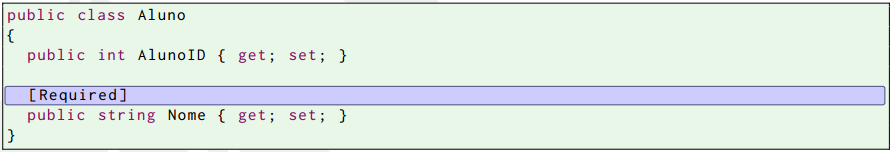 public class Aluno
{
  public int AlunoID { get; set; }

  [Required]
  public string Nome { get; set; }
}